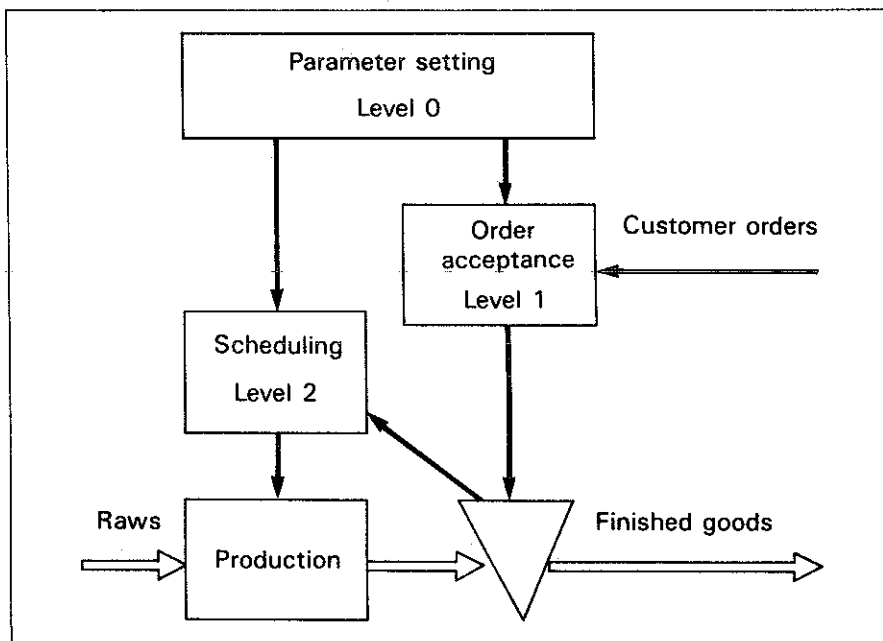 Parameter setting
Level 0
Order
acceptance
Level 1
Customer orders
Scheduling
Level 2
Raws
Production
Finished goods